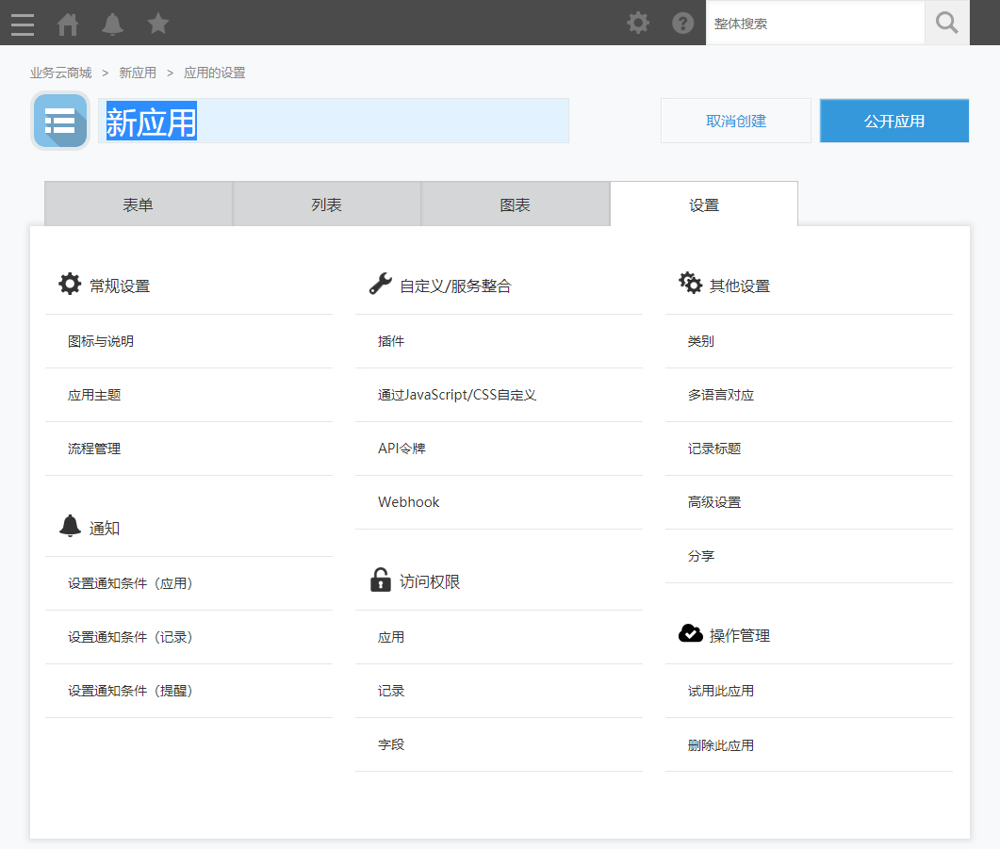 整体搜索
业务云商城 > 新应用 > 应用的设置
新应用
取消创建
公开应用
表单
列表
图表
设置
常规设置
图标与说明
应用主题
流程管理
通知
设置通知条件（应用）
设置通知条件（记录）
设置通知条件（提醒）
自定义/服务整合
插件
通过JavaScript/CSS自定义
API令牌
Webhook
访问权限
应用
记录
字段
其他设置
类别
多语言对应
记录标题
高级设置
分享
操作管理
试用此应用
删除此应用